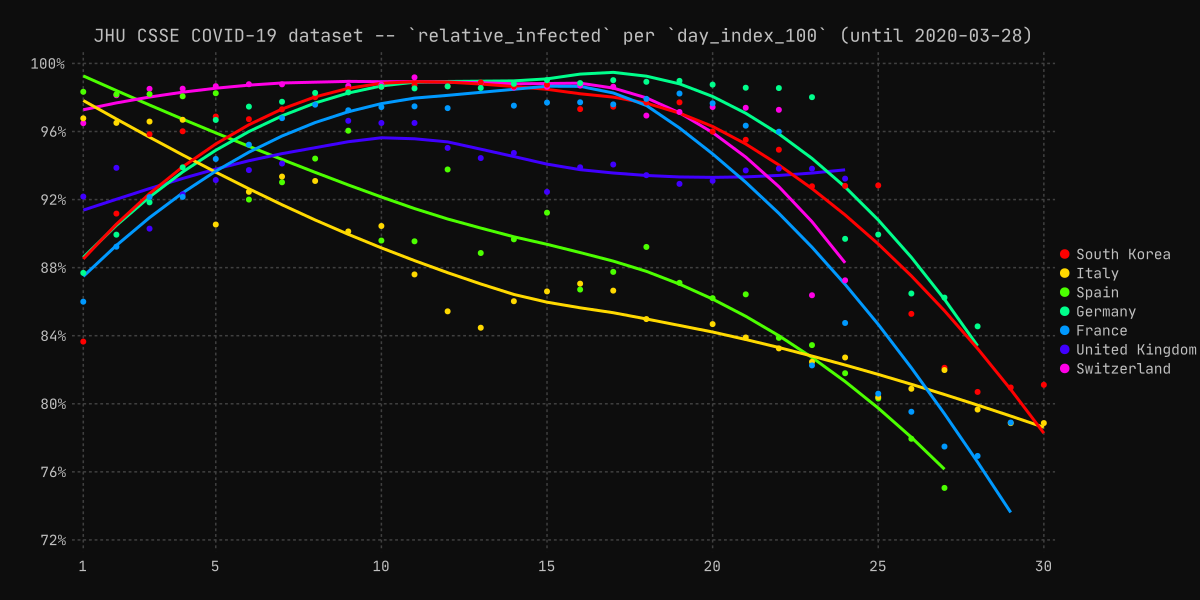 JHU CSSE COVID-19 dataset -- `relative_infected` per `day_index_100` (until 2020-03-28)
100%
96%
92%
88%
84%
80%
76%
72%
1 5 10 15 20 25 30
South Korea
Italy
Spain
Germany
France
United Kingdom
Switzerland